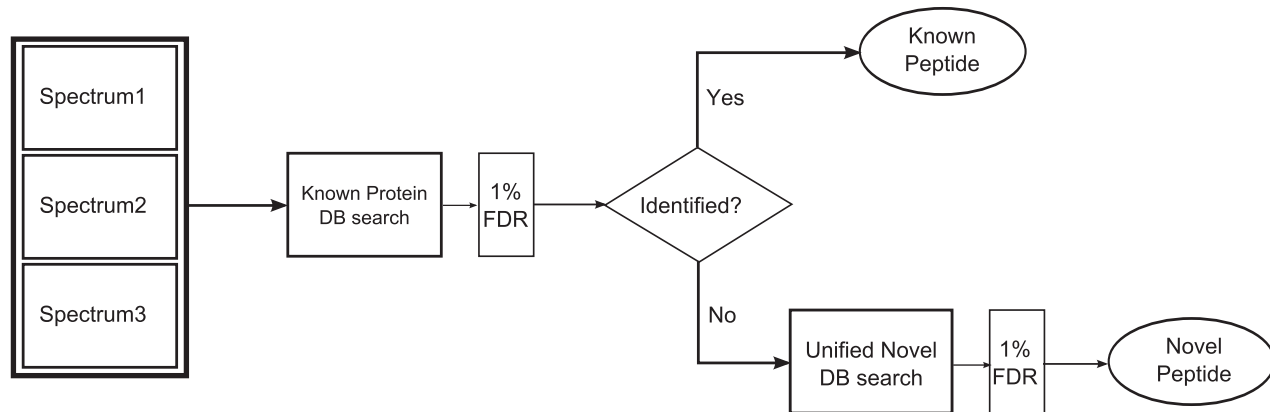 Spectrum1
Spectrum2
Spectrum3
Known Protein
DB search
1%
FDR
Identified?
Yes
Known
Peptide
No
Unified Novel
DB search
1%
FDR
Novel
Peptide